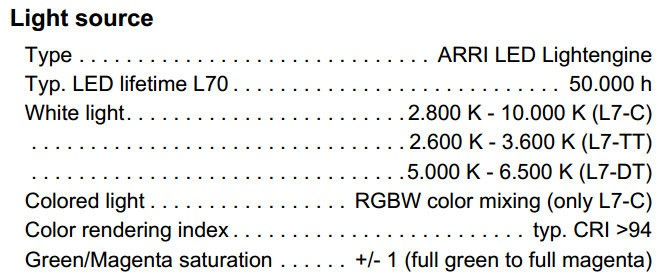 Light source
Type . . . . . . . . . . . . . . . . . . . . . . . . . . . . . . ARRI LED Lightengine
Typ. LED lifetime L70 . . . . . . . . . . . . . . . . . . . . . . . . . . . . 50.000 h
White light. . . . . . . . . . . . . . . . . . . . . . . . 2.800 K - 10.000 K (L7-C)
. . . . . . . . . . . . . . . . . . . . . . . . . . . . . . . . 2.600 K - 3.600 K (L7-TT)
. . . . . . . . . . . . . . . . . . . . . . . . . . . . . . . . 5.000 K - 6.500 K (L7-DT)
Colored light . . . . . . . . . . . . . . . . . RGBW color mixing (only L7-C)
Color rendering index . . . . . . . . . . . . . . . . . . . . . . . . . typ. CRI >94
Green/Magenta saturation . . . . . . +/- 1 (full green to full magenta)